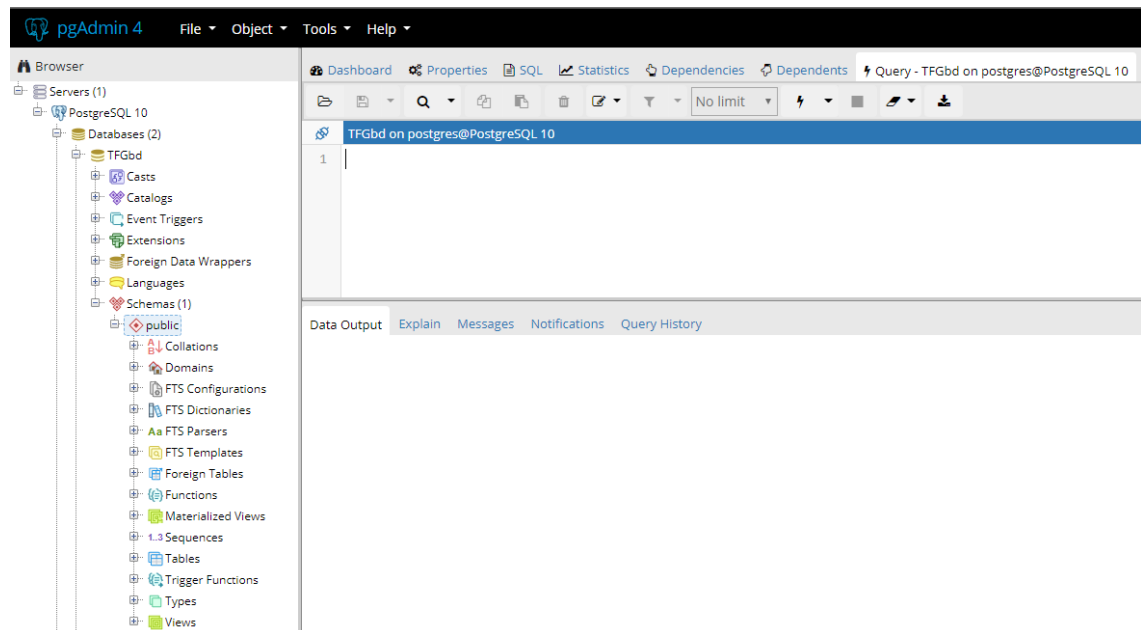 pgAdmin 4 File Object Tools Help
Browser
Servers (1)
PostgreSQL 10
Databases (2)
TFGbd
Casts
Catalogs
Event Triggers
Extensions
Foreign Data Wrappers
Languages
Schemas (1)
public
Collations
Domains
FTS Configurations
FTS Dictionaries
Aa FTS Parsers
FTS Templates
Foreign Tables
Functions
Materialized Views
1..3 Sequences
Tables
Trigger Functions
Types
Views
Dashboard Properties SQL Statistics Dependencies Dependents Query - TFGbd on postgres@PostgreSQL 10
No limit
TFGbd on postgres@PostgreSQL 10
1
Data Output Explain Messages Notifications Query History